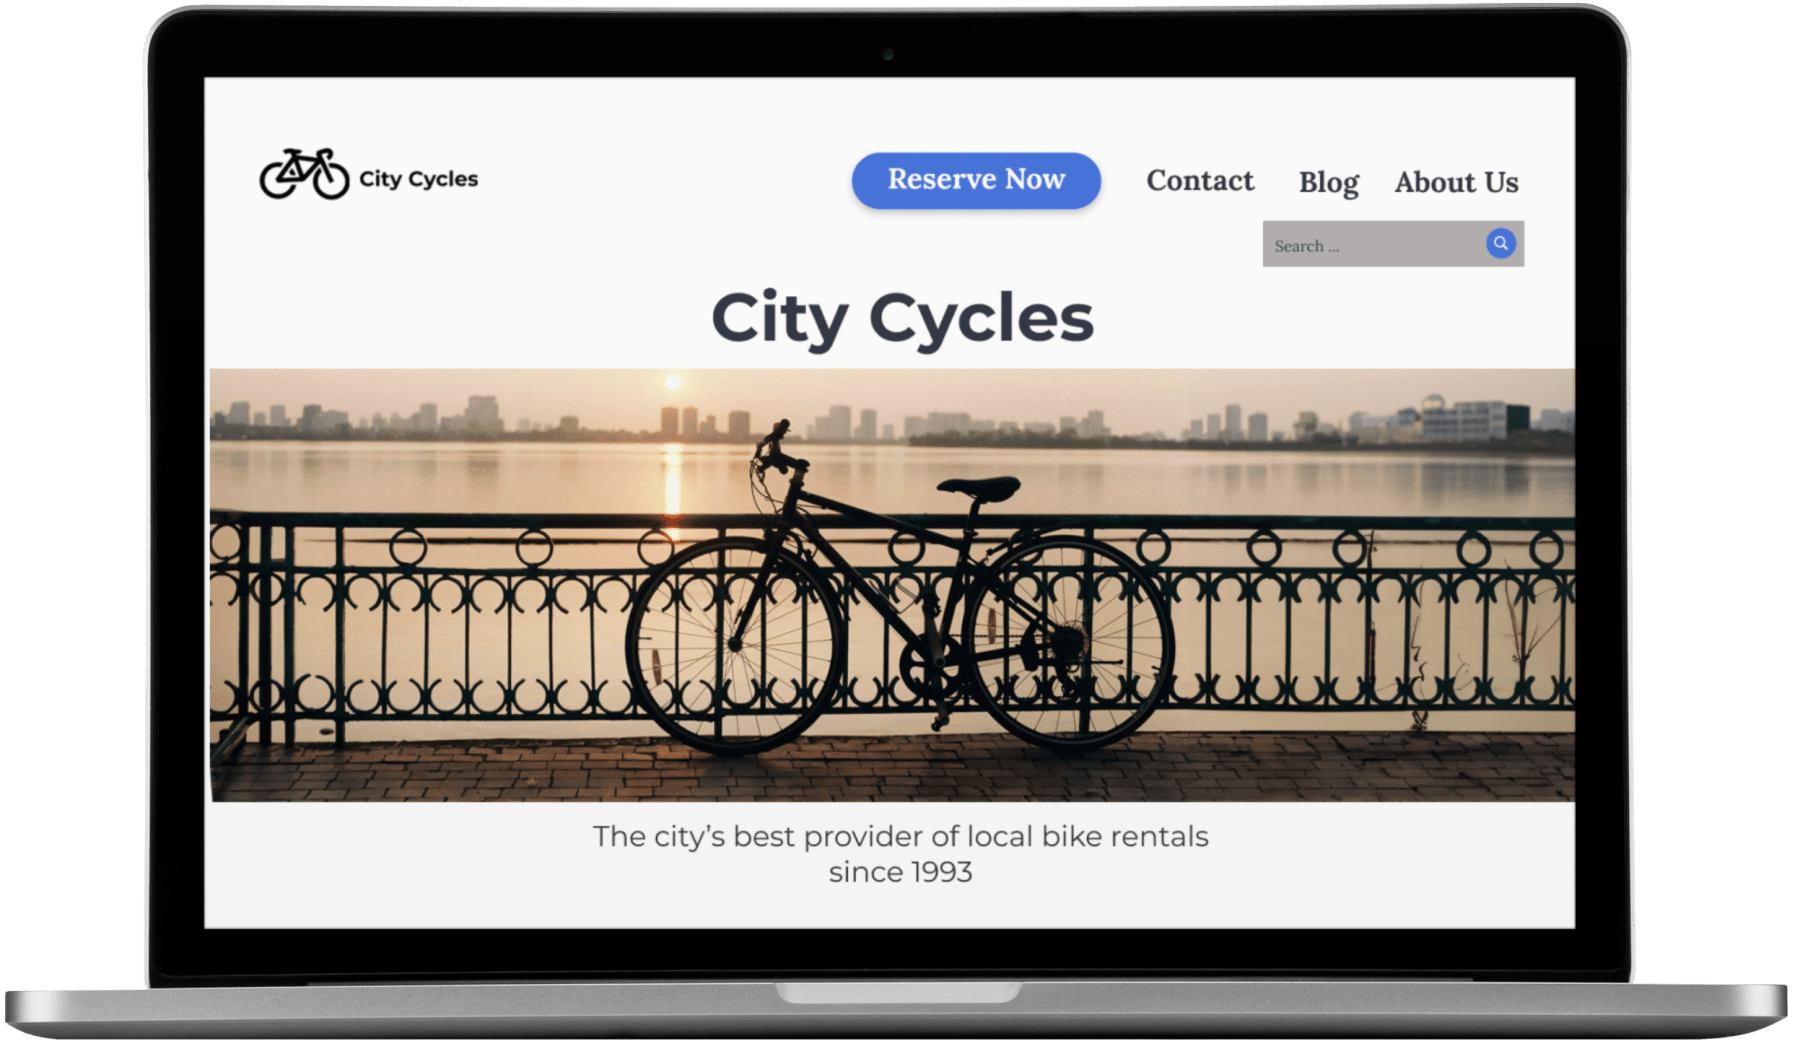 City Cycles
Reserve Now
Contact
Blog
About Us
Search ...
City Cycles
The city’s best provider of local bike rentals
since 1993